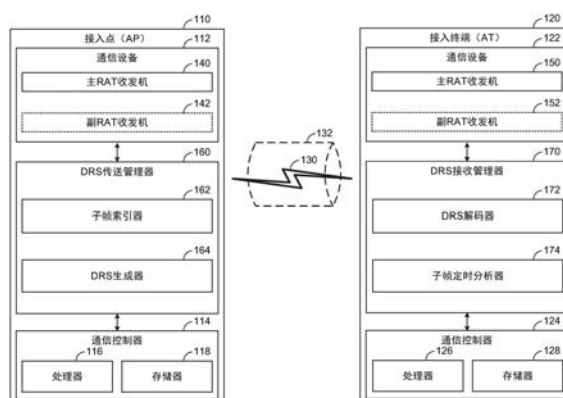 110
接入点（AP）
112
通信设备
140
主RAT收发机
142
副RAT收发机
160
DRS传送管理器
162
子帧索引器
164
DRS生成器
114
通信控制器
116
处理器
118
存储器
132
130
120
接入终端（AT）
122
通信设备
150
主RAT收发机
152
副RAT收发机
170
DRS接收管理器
172
DRS解码器
174
子帧定时分析器
124
通信控制器
126
处理器
128
存储器